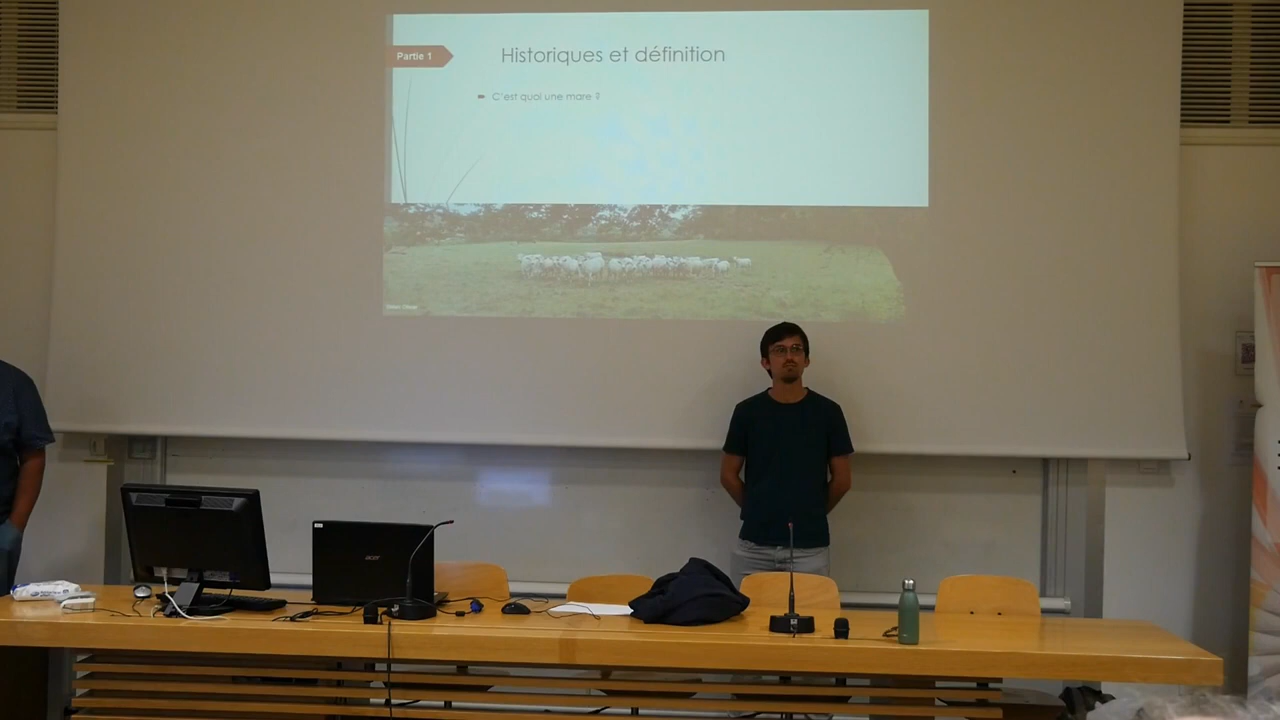 Partie 1
Historiques et définition
C'est quoi une mare ?
acer